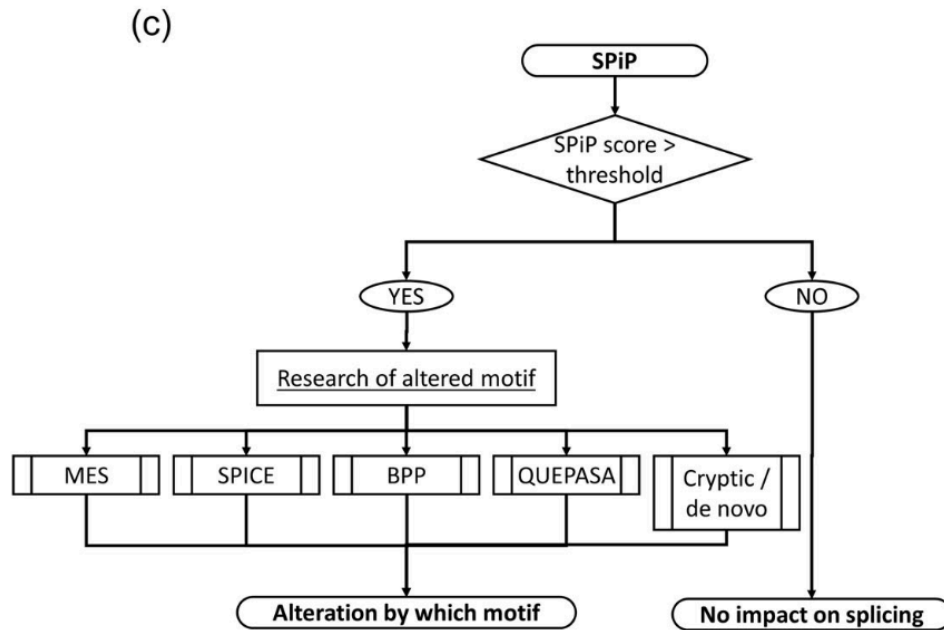 (c)
SPiP
SPiP score >
threshold
YES
NO
Research of altered motif
MES
SPICE
BPP
QUEPASA
Cryptic /
de novo
Alteration by which motif
No impact on splicing